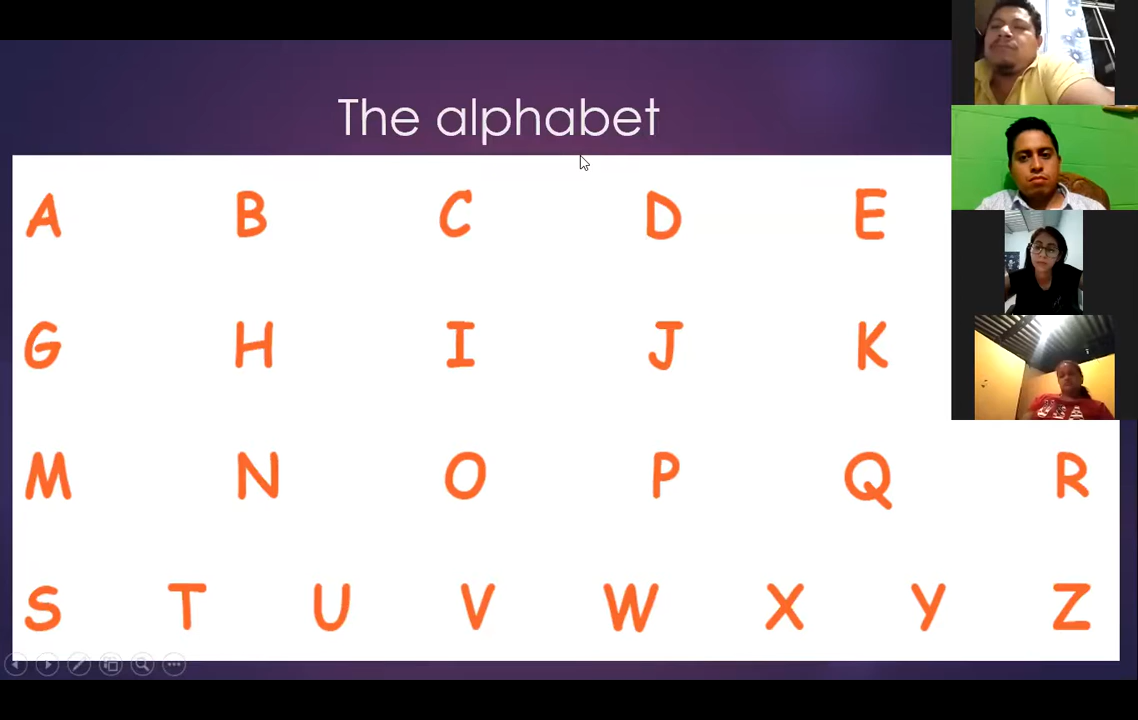 The alphabet
A B C D E
G H I J K
M N O P Q R
S T U V W X Y Z